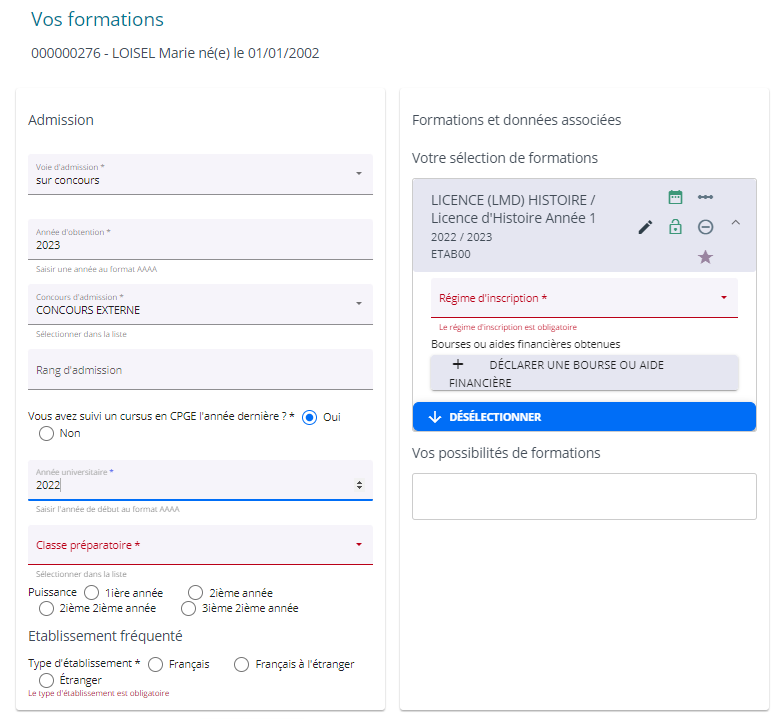 Vos formations
000000276 - LOISEL Marie né(e) le 01/01/2002
Admission
Voie d'admission *
sur concours
Année d'obtention *
2023
Saisir une année au format AAAA
Concours d'admission *
CONCOURS EXTERNE
Sélectionner dans la liste
Rang d'admission
Vous avez suivi un cursus en CPGE l'année dernière ? * Oui
Non
Année universitaire *
2022
Saisir l'année de début au format AAAA
Classe préparatoire *
Sélectionner dans la liste
Puissance 1ière année 2ième année
2ième 2ième année 3ième 2ième année
Etablissement fréquenté
Type d'établissement * Français Français à l'étranger
Étranger
Le type d'établissement est obligatoire
Formations et données associées
Votre sélection de formations
LICENCE (LMD) HISTOIRE /
Licence d'Histoire Année 1
2022 / 2023
ETAB00
Régime d'inscription *
Le régime d'inscription est obligatoire
Bourses ou aides financières obtenues
DÉCLARER UNE BOURSE OU AIDE
FINANCIÈRE
DÉSÉLECTIONNER
Vos possibilités de formations